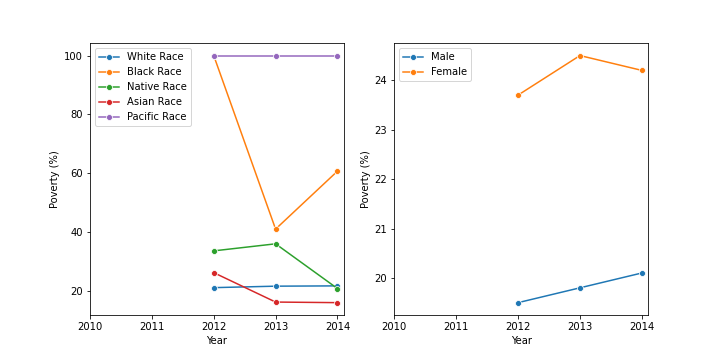 White Race
Black Race
Native Race
Asian Race
Pacific Race
100
80
60
40
20
Poverty (%)
2010 2011 2012 2013 2014
Year
Male
Female
24
23
22
21
20
Poverty (%)
2010 2011 2012 2013 2014
Year